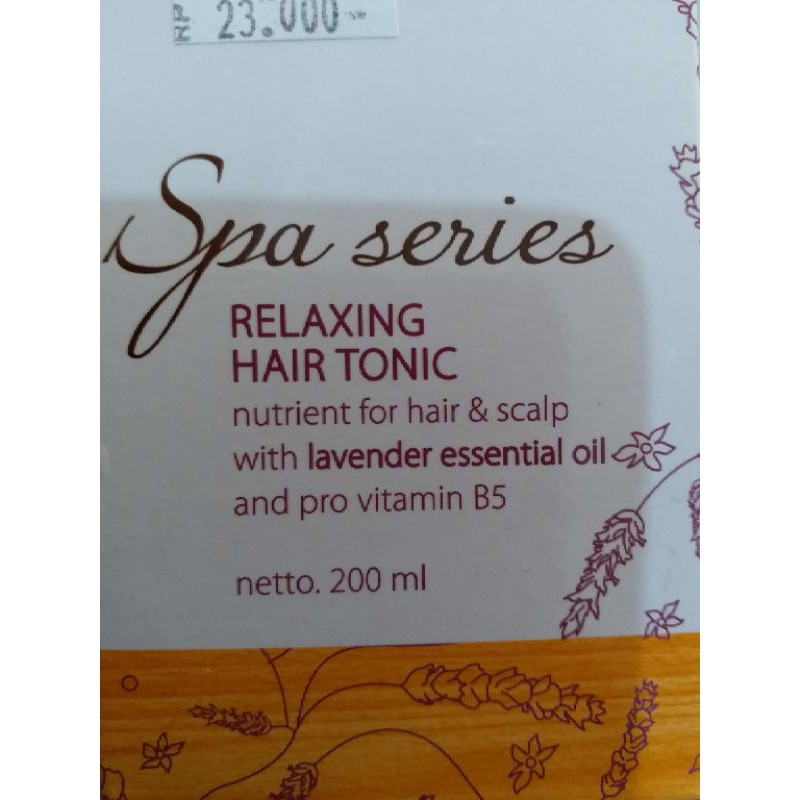 RP 23.000
Spa series
RELAXING
HAIR TONIC
nutrient for hair & scalp
with lavender essential oil
and pro vitamin B5
netto. 200 ml